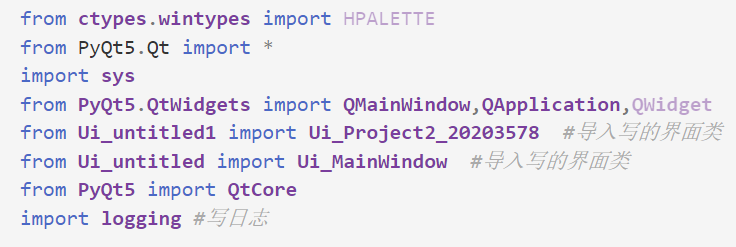 from ctypes.wintypes import HPALETTE
from PyQt5.Qt import *
import sys
from PyQt5.QtWidgets import QMainWindow,QApplication,QWidget
from Ui_untitled1 import Ui_Project2_20203578  #导入写的界面类
from Ui_untitled import Ui_MainWindow  #导入写的界面类
from PyQt5 import QtCore
import logging #写日志